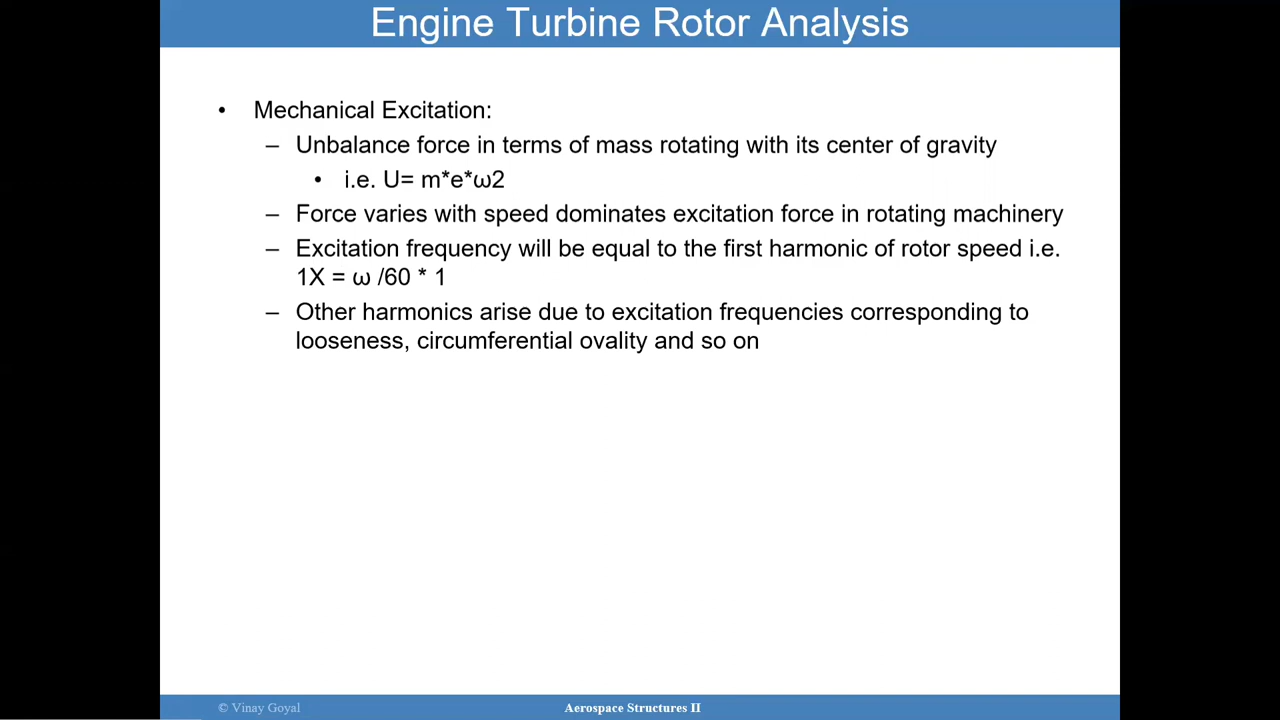 Engine Turbine Rotor Analysis
• Mechanical Excitation:
– Unbalance force in terms of mass rotating with its center of gravity
• i.e. U= m*e*ω2
– Force varies with speed dominates excitation force in rotating machinery
– Excitation frequency will be equal to the first harmonic of rotor speed i.e.
1X = ω /60 * 1
– Other harmonics arise due to excitation frequencies corresponding to
looseness, circumferential ovality and so on
© Vinay Goyal
Aerospace Structures II